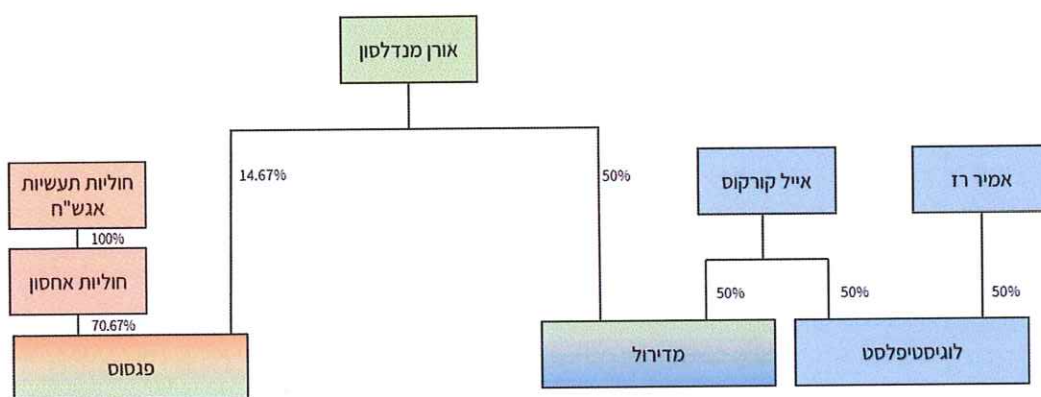 אורן מנדלסון
14.67%
50%
חוליות תעשיות
אגש"ח
100%
חוליות אחסון
70.67%
פגסוס
אייל קורקוס
אמיר רז
50%
50%
50%
מדירול
לוגיסטיפלסט